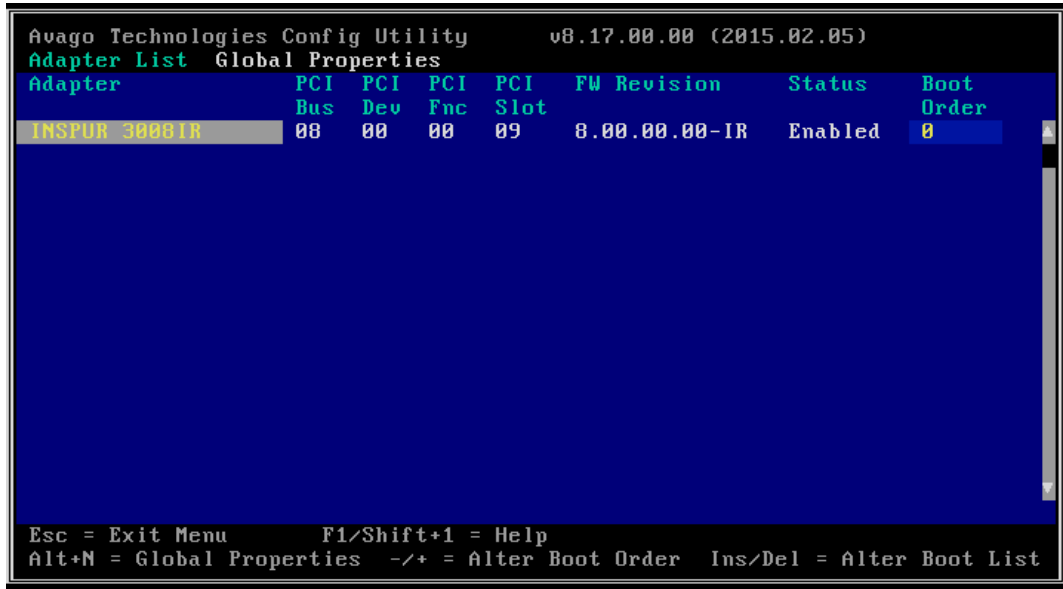 Avago Technologies Config Utility v8.17.00.00 (2015.02.05)
Adapter List Global Properties
Adapter PCI PCI PCI PCI FW Revision Status Boot
Bus Dev Fnc Slot Order
INSPUR 3008IR 08 00 00 09 8.00.00.00-IR Enabled 0
Esc = Exit Menu F1/Shift+1 = Help
Alt+N = Global Properties -/+ = Alter Boot Order Ins/Del = Alter Boot List